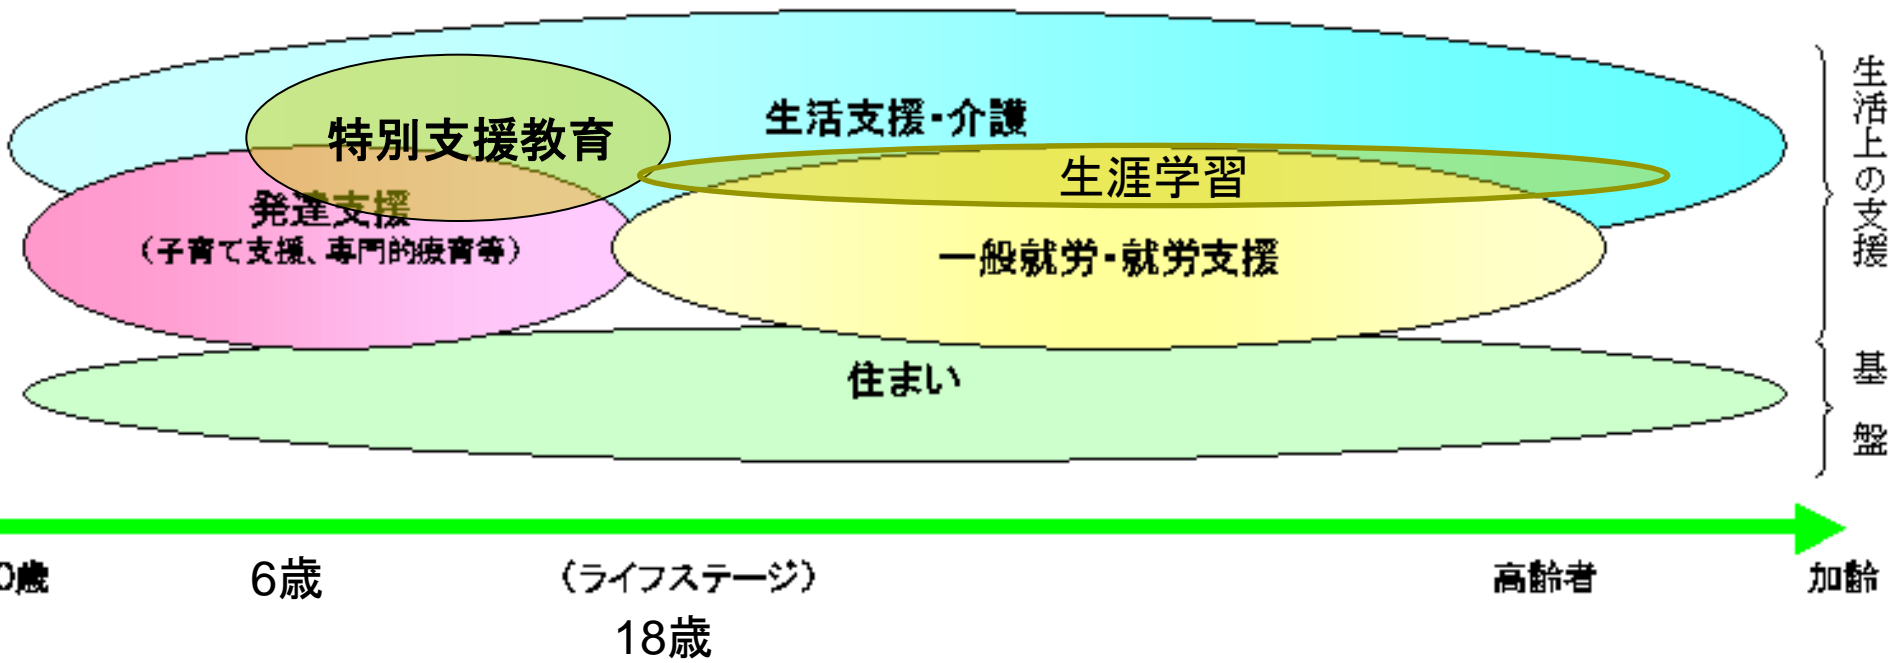 特別支援教育
生活支援・介護
生涯学習
発達支援
（子育て支援、専門的療育等）
一般就労・就労支援
住まい
生活上の支援
基盤
0歳
6歳
（ライフステージ）
18歳
高齢者
加齢